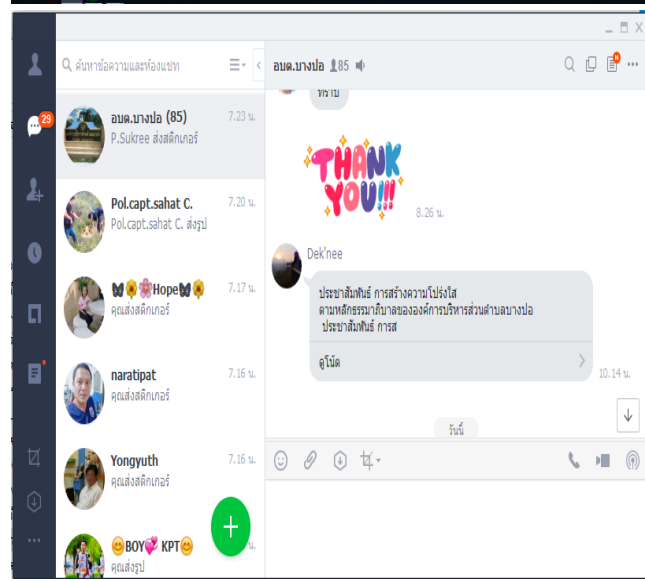 29
ค้นหาข้อความและห้องแชท
อบต.บางปอ (85)
7.23 น.
P.Sukree ส่งสติกเกอร์
Pol.capt.sahat C.
7.20 น.
Pol.capt.sahat C. ส่งรูป
🦋🌻🌸Hope🦋🌻
7.17 น.
คุณส่งสติกเกอร์
naratipat
7.16 น.
คุณส่งสติกเกอร์
Yongyuth
7.16 น.
คุณส่งสติกเกอร์
😊BOY💞 KPT😊
น.
คุณส่งรูป
อบต.บางปอ 85
ทราบ
THANK
YOU!!!
8.26 น.
Dek'nee
ประชาสัมพันธ์ การสร้างความโปร่งใส
ตามหลักธรรมาภิบาลขององค์การบริหารส่วนตำบลบางปอ
ประชาสัมพันธ์ การส
ดูโน้ต
10.14 น.
วันนี้